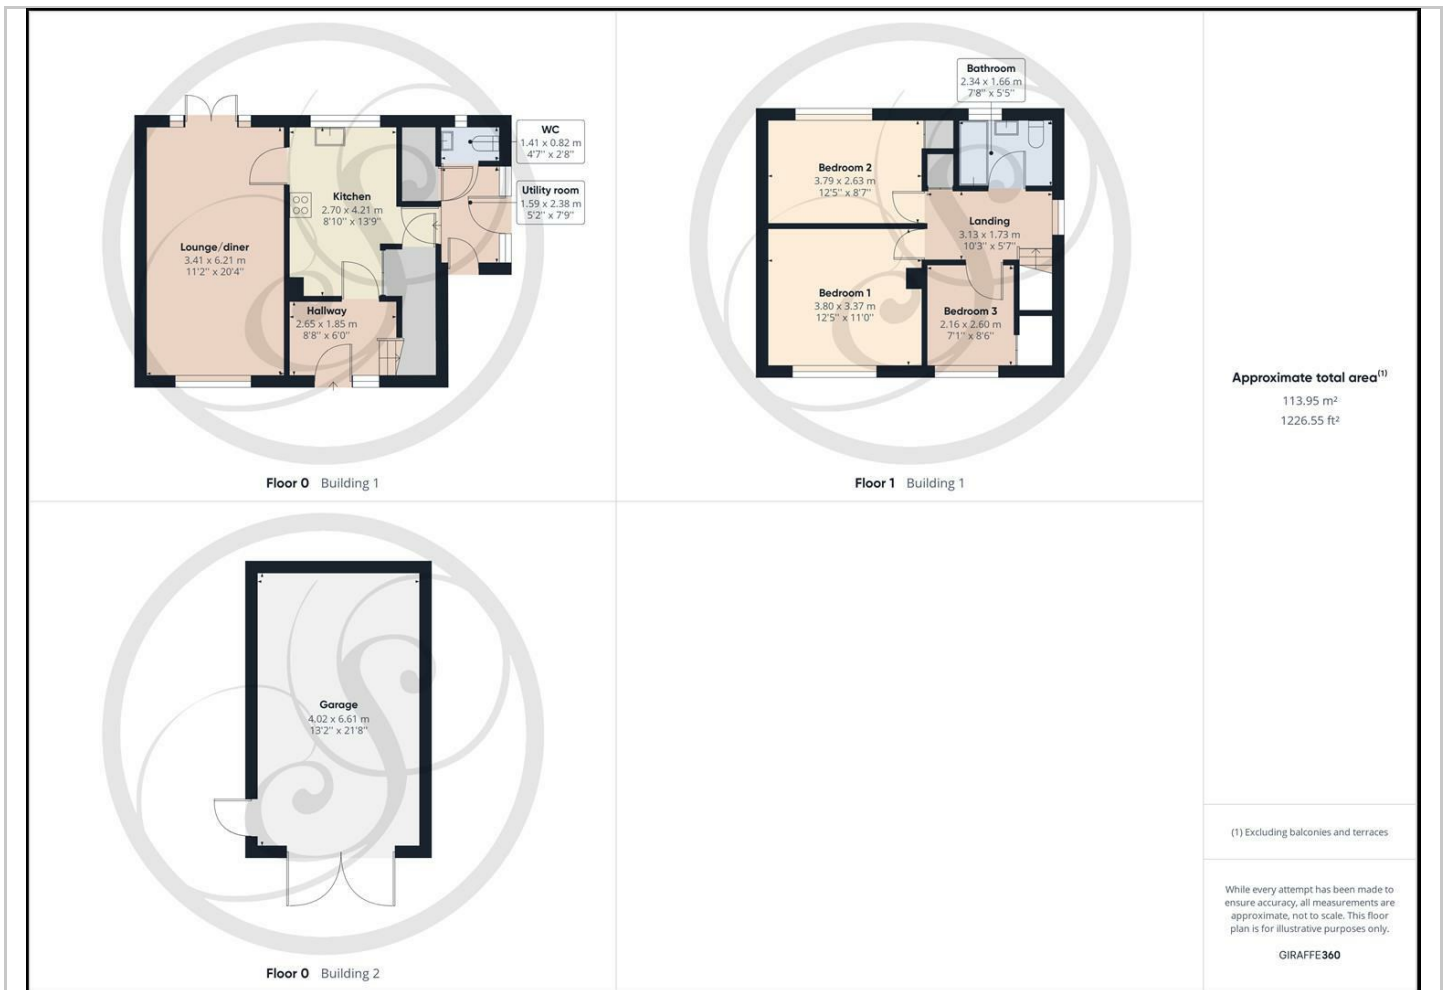 WC
1.41 x 0.82 m
4'7" x 2'8"
Utility room
1.59 x 2.38 m
5'2" x 7'9"
Kitchen
2.70 x 4.21 m
8'10" x 13'9"
Lounge/diner
3.41 x 6.21 m
11'2" x 20'4"
Hallway
2.65 x 1.85 m
8'8" x 6'0"
Floor 0 Building 1
Bathroom
2.34 x 1.66 m
7'8" x 5'5"
Bedroom 2
3.79 x 2.63 m
12'5" x 8'7"
Landing
3.13 x 1.73 m
10'3" x 5'7"
Bedroom 1
3.80 x 3.37 m
12'5" x 11'0"
Bedroom 3
2.16 x 2.60 m
7'1" x 8'6"
Floor 1 Building 1
Garage
4.02 x 6.61 m
13'2" x 21'8"
Floor 0 Building 2
Approximate total area(1)
113.95 m²
1226.55 ft²
(1) Excluding balconies and terraces
While every attempt has been made to
ensure accuracy, all measurements are
approximate, not to scale. This floor
plan is for illustrative purposes only.
GIRAFFE360